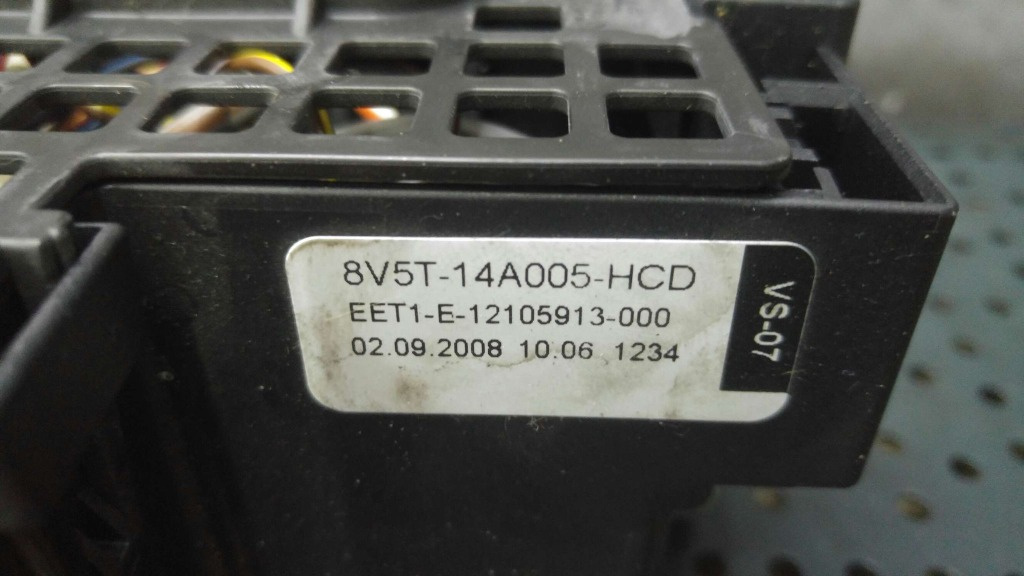 8V5T-14A005-HCD
EET1-E-12105913-000
02.09.2008 10.06 1234
VS-07